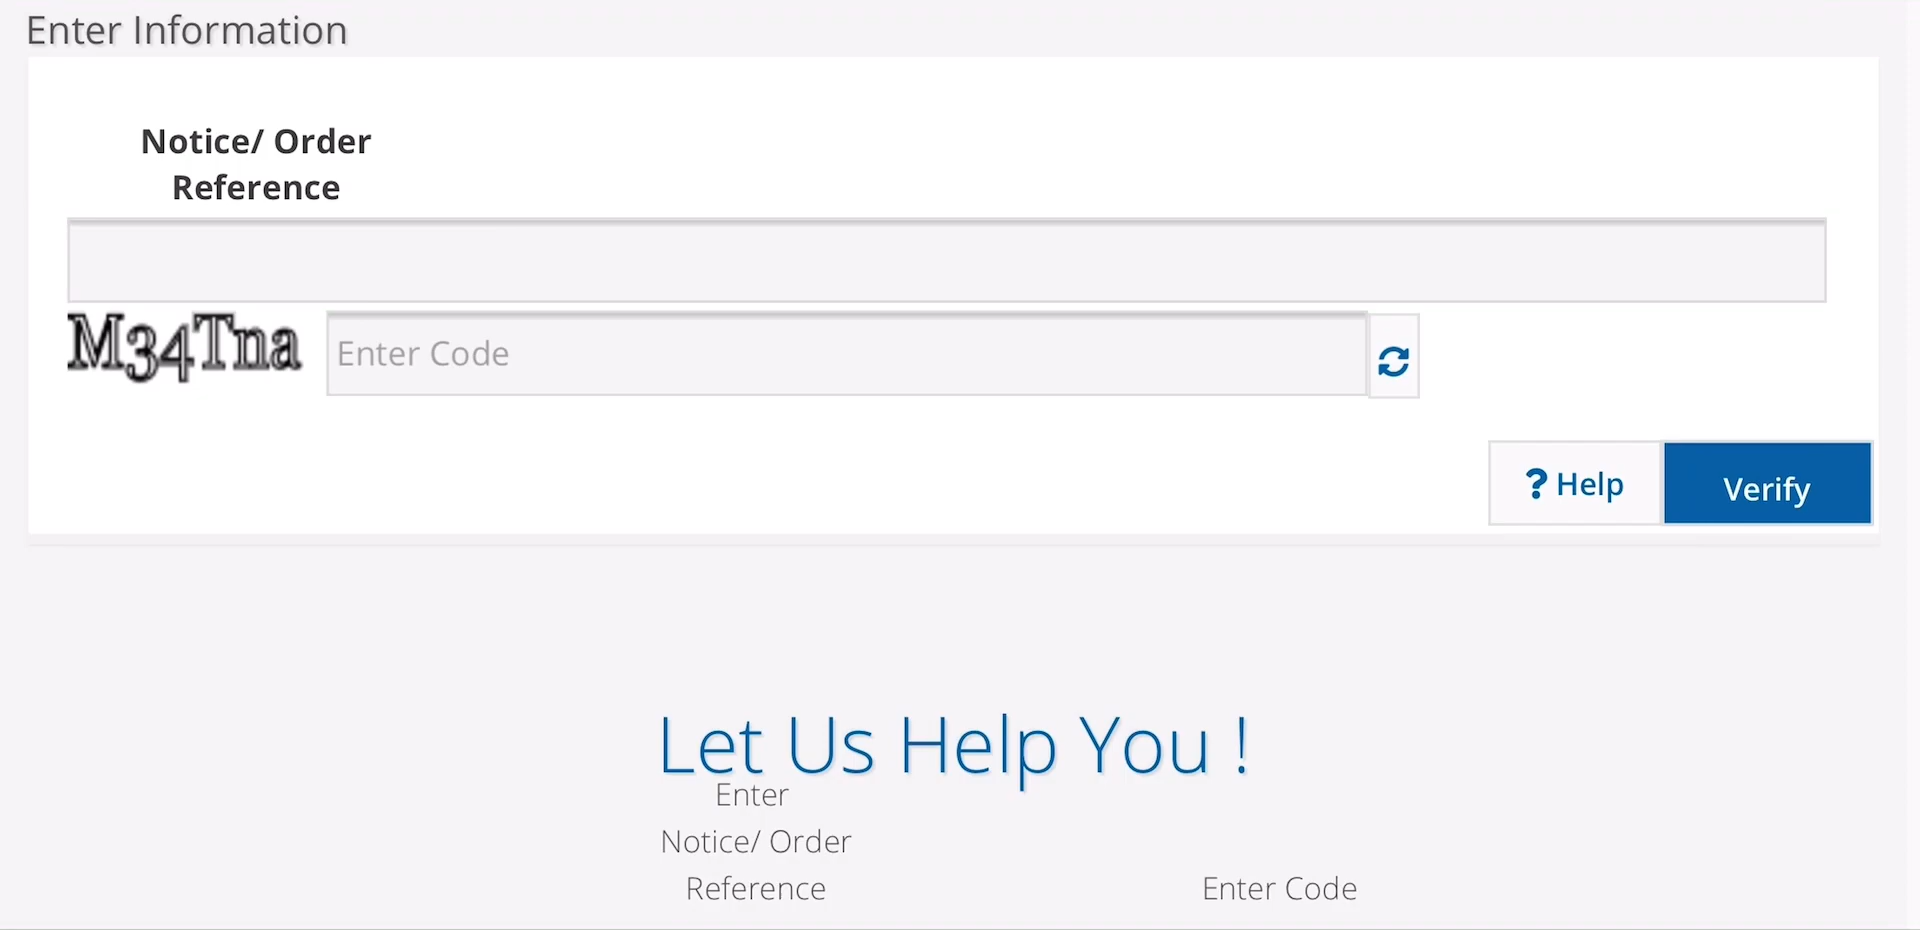 Enter Information
Notice/ Order
Reference
M34Tna
Enter Code
? Help
Verify
Let Us Help You !
Enter
Notice/ Order
Reference
Enter Code